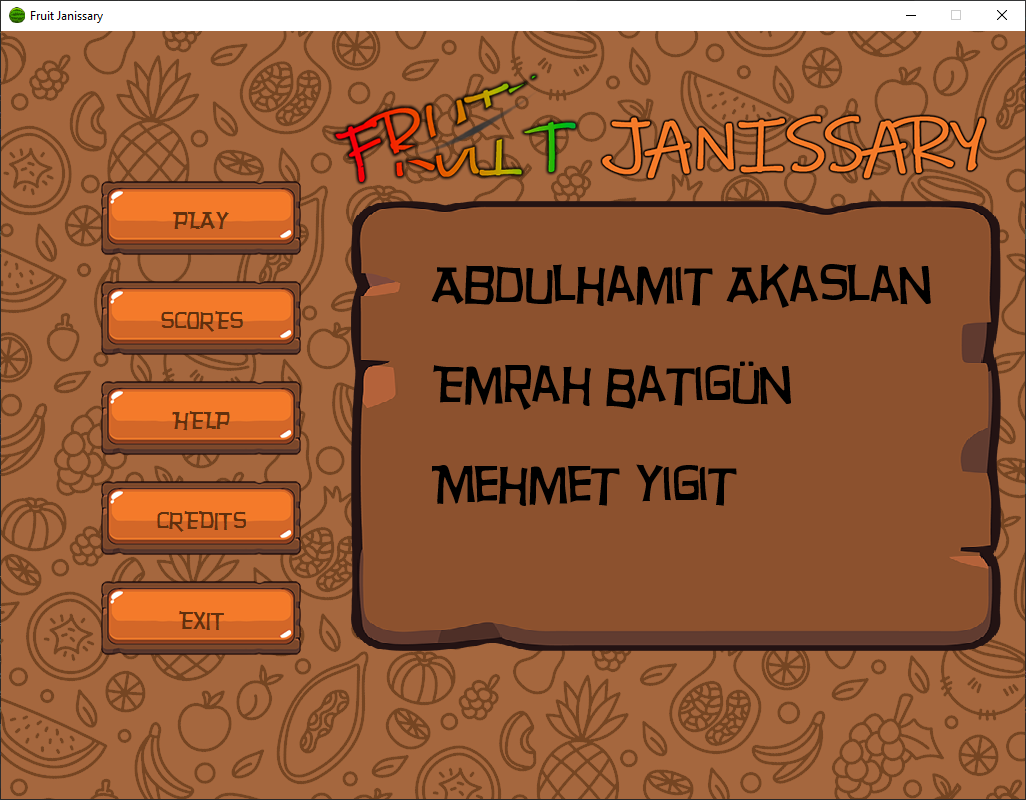 Fruit Janissary
FRUIT JANISSARY
PLAY
SCORES
HELP
CREDITS
EXIT
ABDULHAMIT AKASLAN
EMRAH BATIGÜN
MEHMET YIGIT